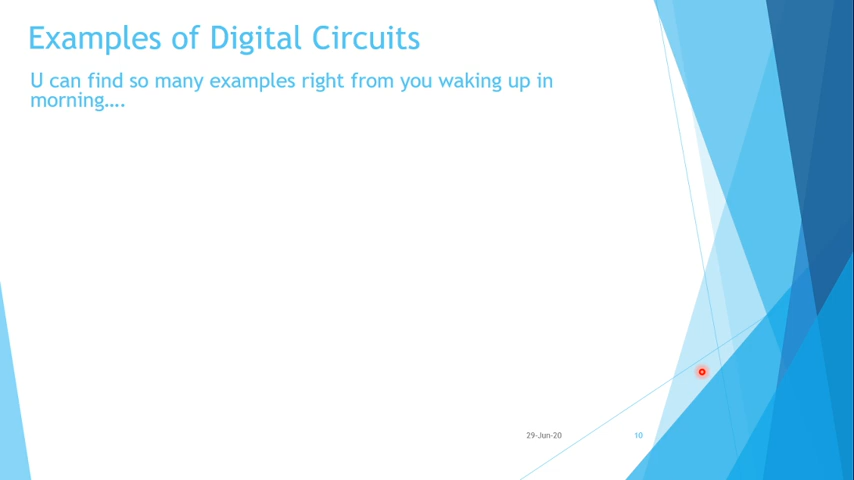 Examples of Digital Circuits
U can find so many examples right from you waking up in
morning….
29-Jun-20
10